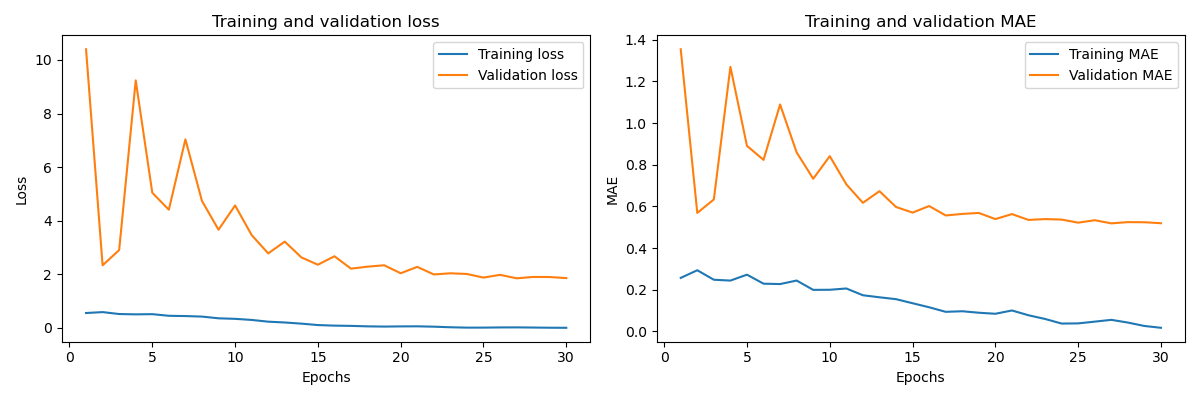 Training and validation loss
Loss
10
8
6
4
2
0
Training loss
Validation loss
0 5 10 15 20 25 30
Epochs
Training and validation MAE
MAE
1.4
1.2
1.0
0.8
0.6
0.4
0.2
0.0
Training MAE
Validation MAE
0 5 10 15 20 25 30
Epochs